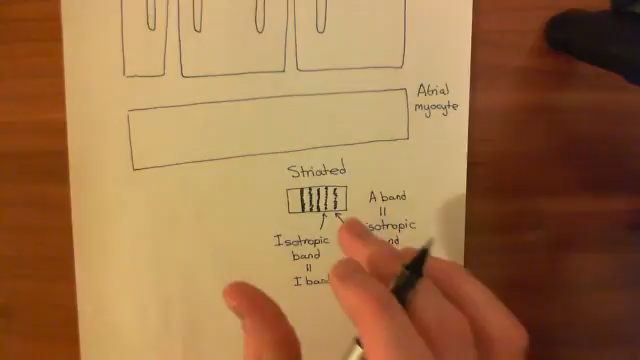 Atrial
myocyte
Striated
A band
||
isotropic
Isotropic
band
||
I band